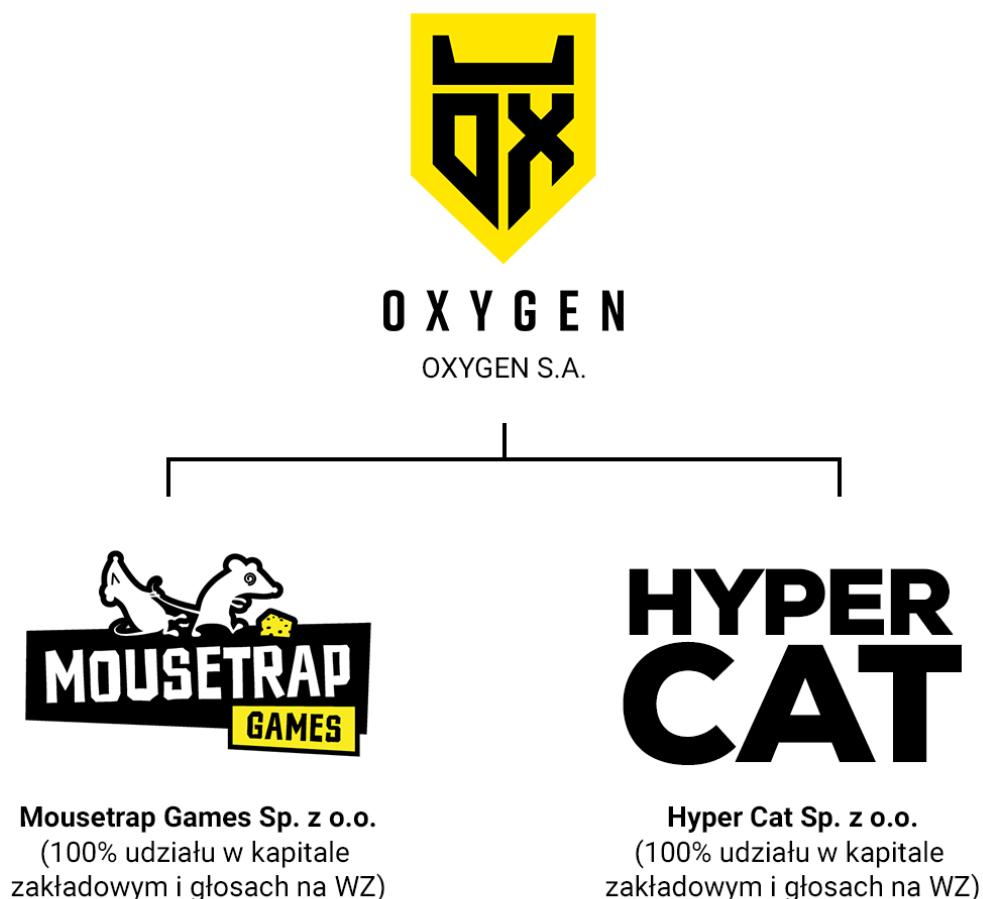 OX
OXYGEN
OXYGEN S.A.
MOUSETRAP
GAMES
HYPER
CAT
Mousetrap Games Sp. z o.o.
(100% udziału w kapitale
zakładowym i głosach na WZ)
Hyper Cat Sp. z o.o.
(100% udziału w kapitale
zakładowym i głosach na WZ)